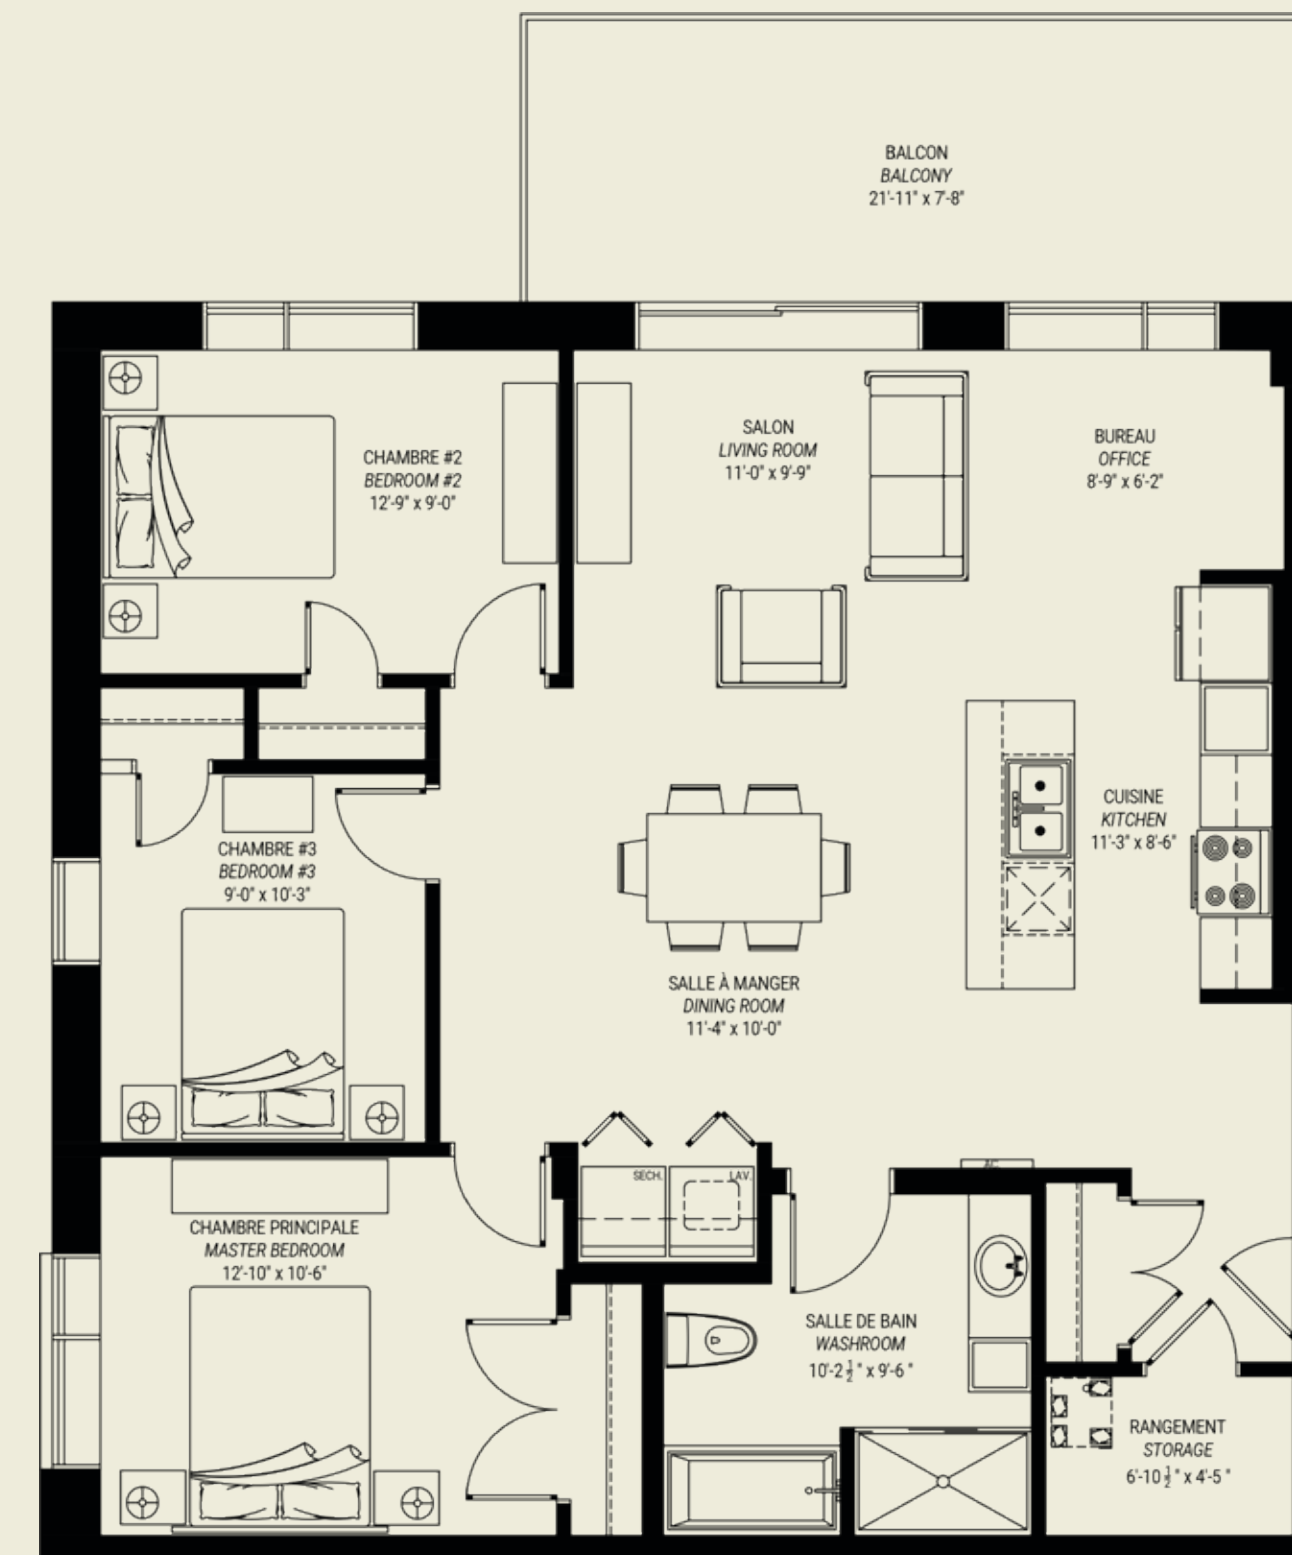 BALCON
BALCONY
21'-11" x 7'-8"
CHAMBRE #2
BEDROOM #2
12'-9" x 9'-0"
SALON
LIVING ROOM
11'-0" x 9'-9"
BUREAU
OFFICE
8'-9" x 6'-2"
CUISINE
KITCHEN
11'-3" x 8'-6"
CHAMBRE #3
BEDROOM #3
9'-0" x 10'-3"
SALLE À MANGER
DINING ROOM
11'-4" x 10'-0"
SECH.
LAV.
AC
CHAMBRE PRINCIPALE
MASTER BEDROOM
12'-10" x 10'-6"
SALLE DE BAIN
WASHROOM
10'-2 1/2" x 9'-6"
RANGEMENT
STORAGE
6'-10 1/2" x 4'-5"